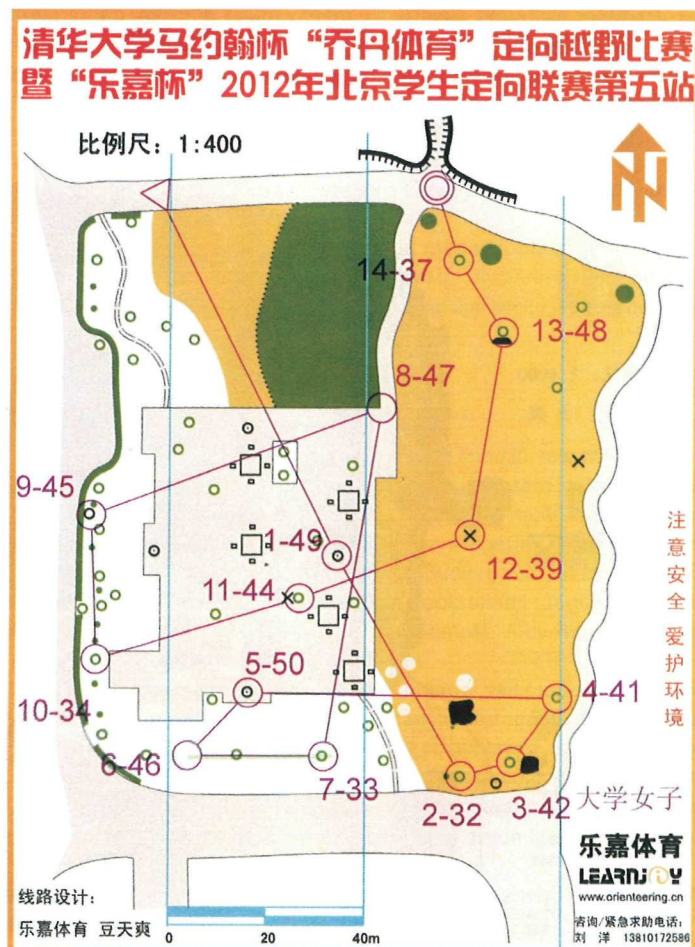 清华大学马约翰杯“乔丹体育”定向越野比赛
暨“乐嘉杯”2012年北京学生定向联赛第五站
比例尺：1:400
N
14-37
13-48
8-47
9-45
1-49
12-39
11-44
5-50
4-41
10-34
6-46
7-33
2-32
3-42
注意安全 爱护环境
大学女子
乐嘉体育
LEARNJOY
www.orienteering.cn
咨询/紧急求助电话：
刘 洋 13810172586
线路设计：
乐嘉体育 豆天爽
0 20 40m